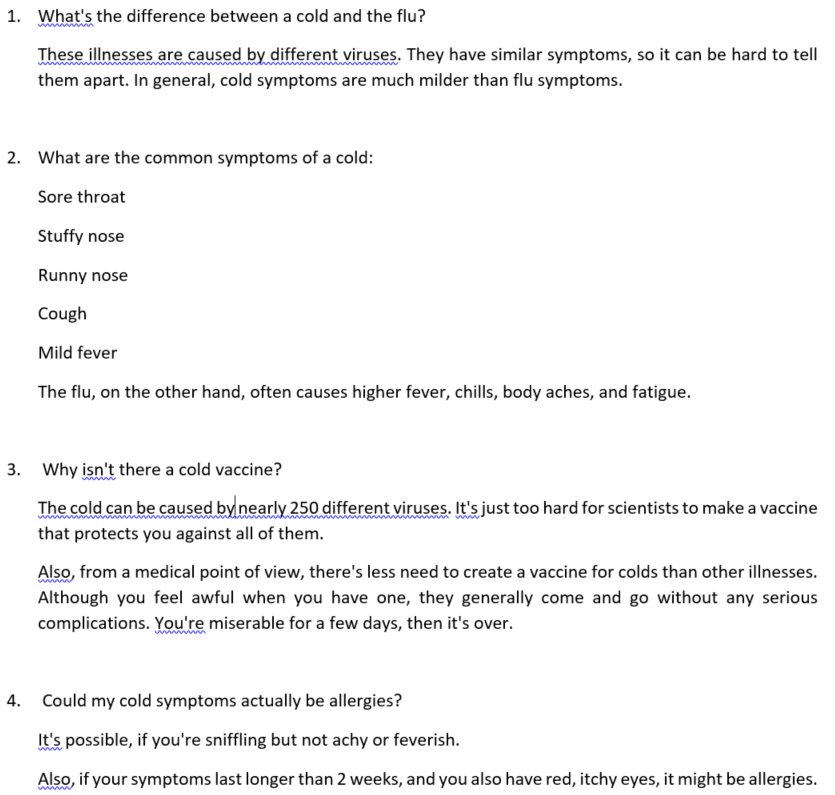 1. What's the difference between a cold and the flu?
These illnesses are caused by different viruses. They have similar symptoms, so it can be hard to tell
them apart. In general, cold symptoms are much milder than flu symptoms.
2. What are the common symptoms of a cold:
Sore throat
Stuffy nose
Runny nose
Cough
Mild fever
The flu, on the other hand, often causes higher fever, chills, body aches, and fatigue.
3. Why isn't there a cold vaccine?
The cold can be caused by nearly 250 different viruses. It's just too hard for scientists to make a vaccine
that protects you against all of them.
Also, from a medical point of view, there's less need to create a vaccine for colds than other illnesses.
Although you feel awful when you have one, they generally come and go without any serious
complications. You're miserable for a few days, then it's over.
4. Could my cold symptoms actually be allergies?
It's possible, if you're sniffling but not achy or feverish.
Also, if your symptoms last longer than 2 weeks, and you also have red, itchy eyes, it might be allergies.